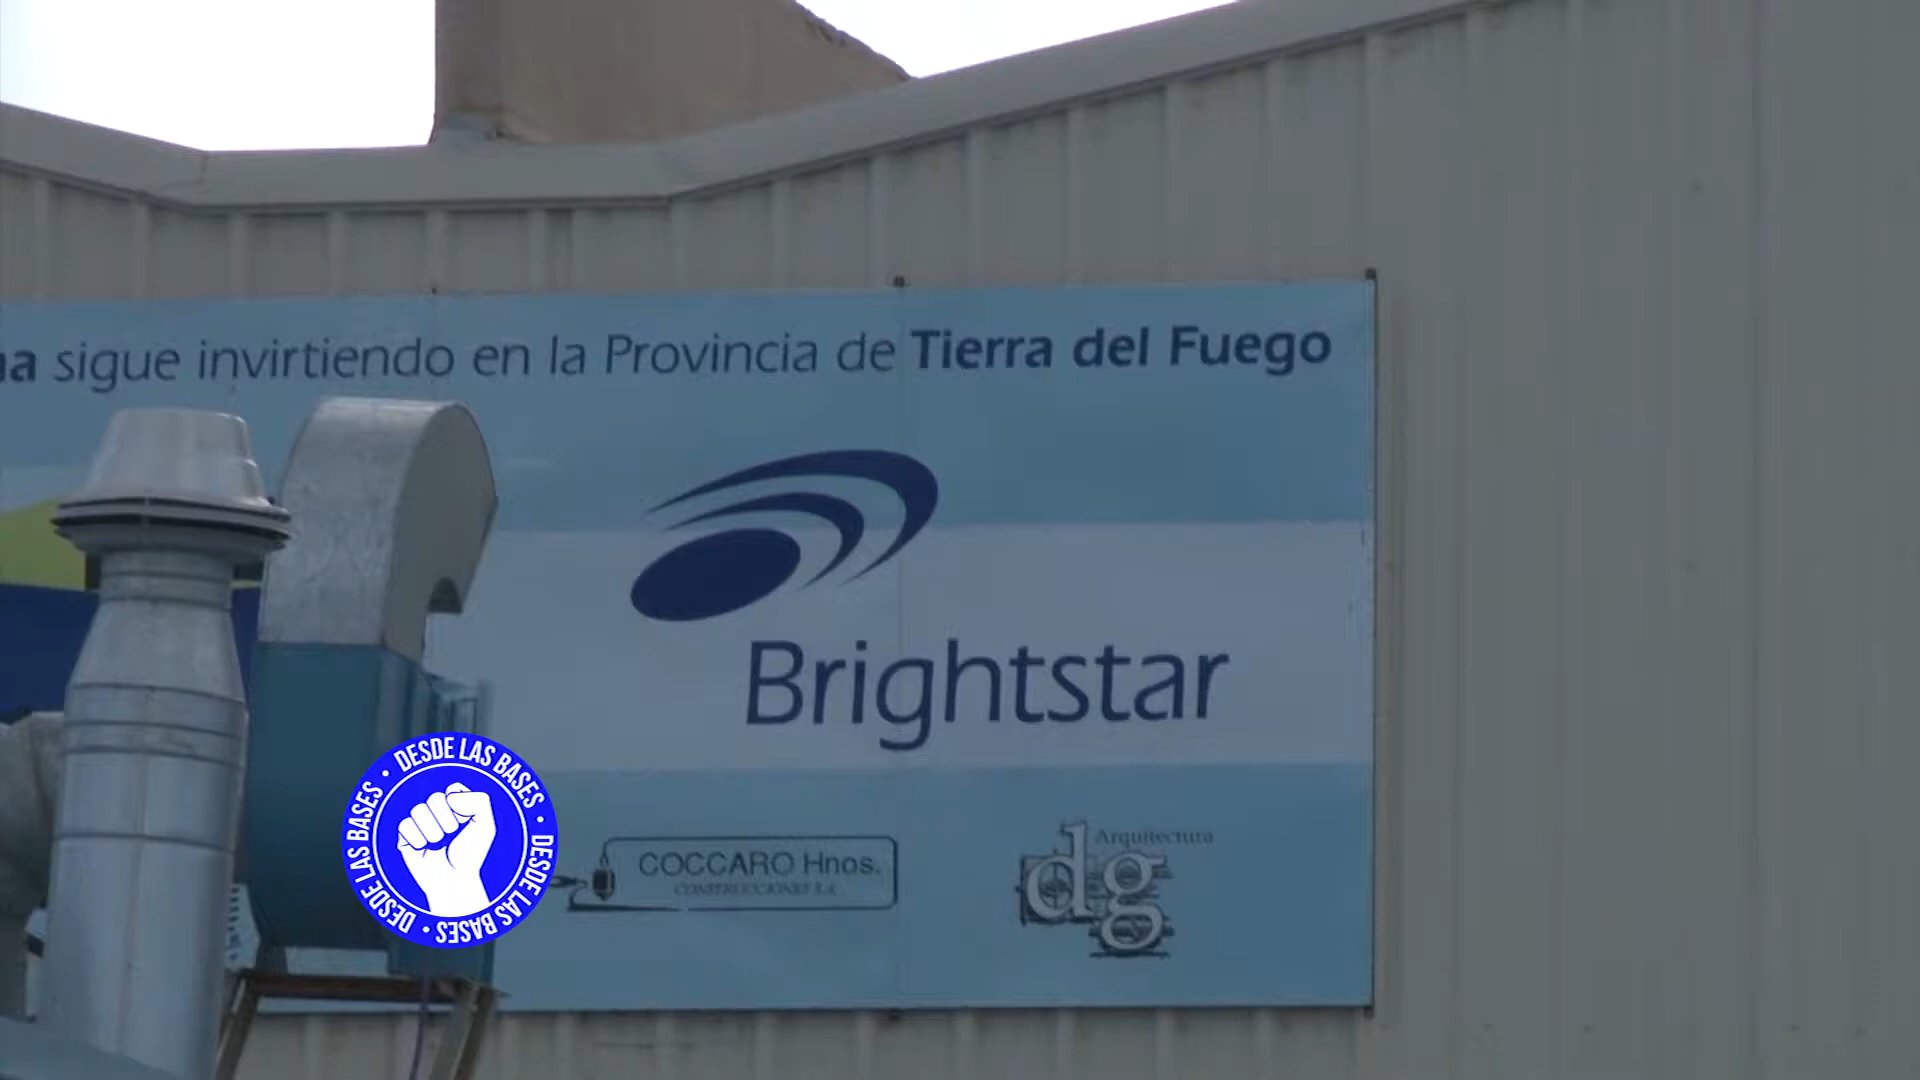 na sigue invirtiendo en la Provincia de Tierra del Fuego
Brightstar
DESDE LAS BASES · DESDE LAS BASES · DESDE LAS BASES ·
COCCARO Hnos.
CONSTRUCCIONES S.A.
Arquitectura
dg